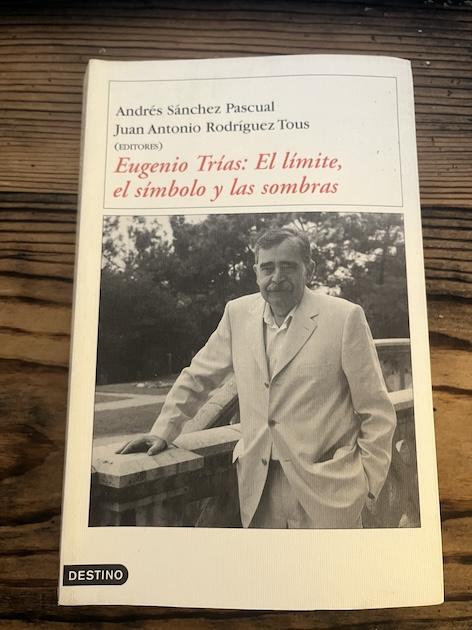 Andrés Sánchez Pascual
Juan Antonio Rodríguez Tous
(EDITORES)
Eugenio Trías: El límite,
el símbolo y las sombras
DESTINO